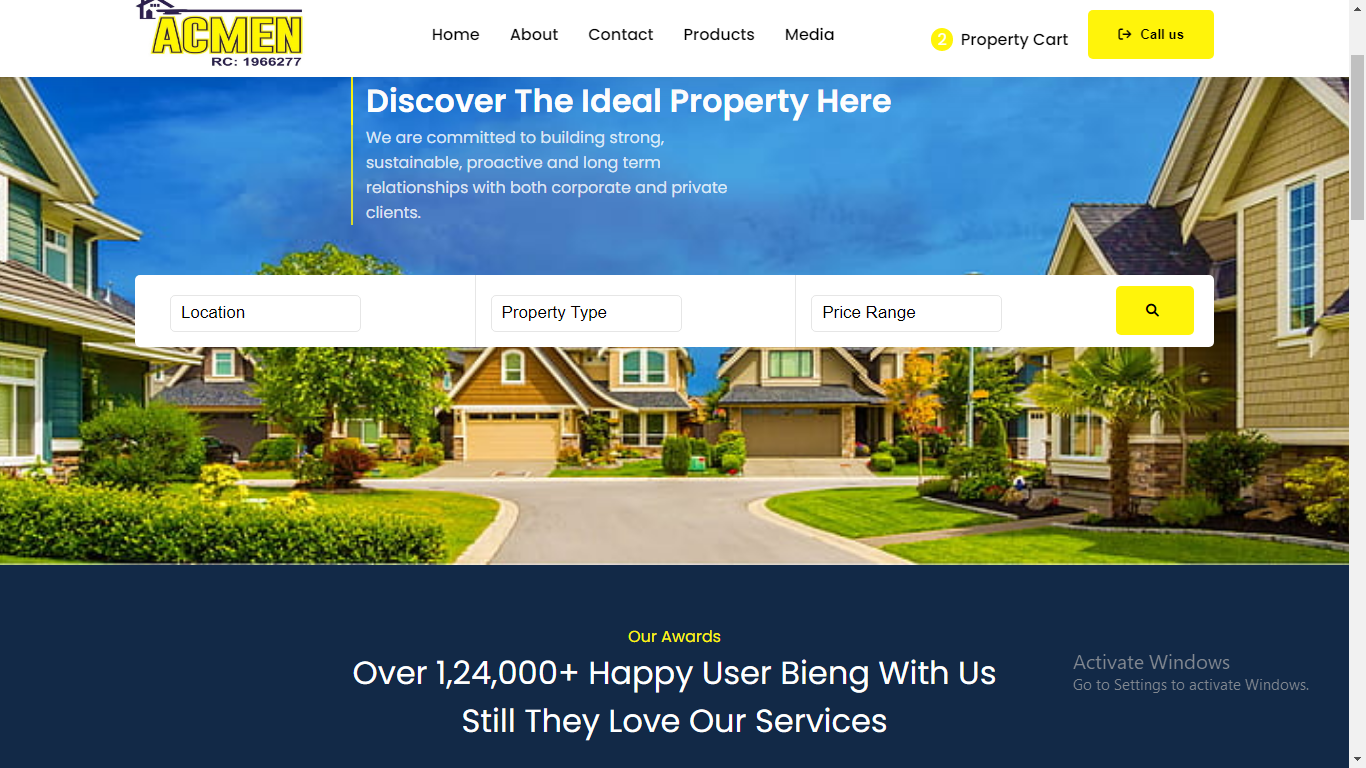 ACMEN
RC: 1966277
Home About Contact Products Media
2 Property Cart
Call us
Discover The Ideal Property Here
We are committed to building strong,
sustainable, proactive and long term
relationships with both corporate and private
clients.
Location
Property Type
Price Range
Our Awards
Over 1,24,000+ Happy User Bieng With Us
Still They Love Our Services
Activate Windows
Go to Settings to activate Windows.